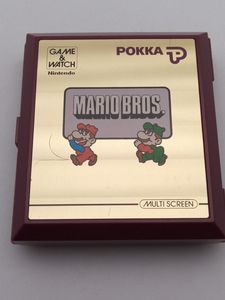 GAME
&
WATCH
Nintendo
POKKA P
MARIO BROS.
MULTI SCREEN